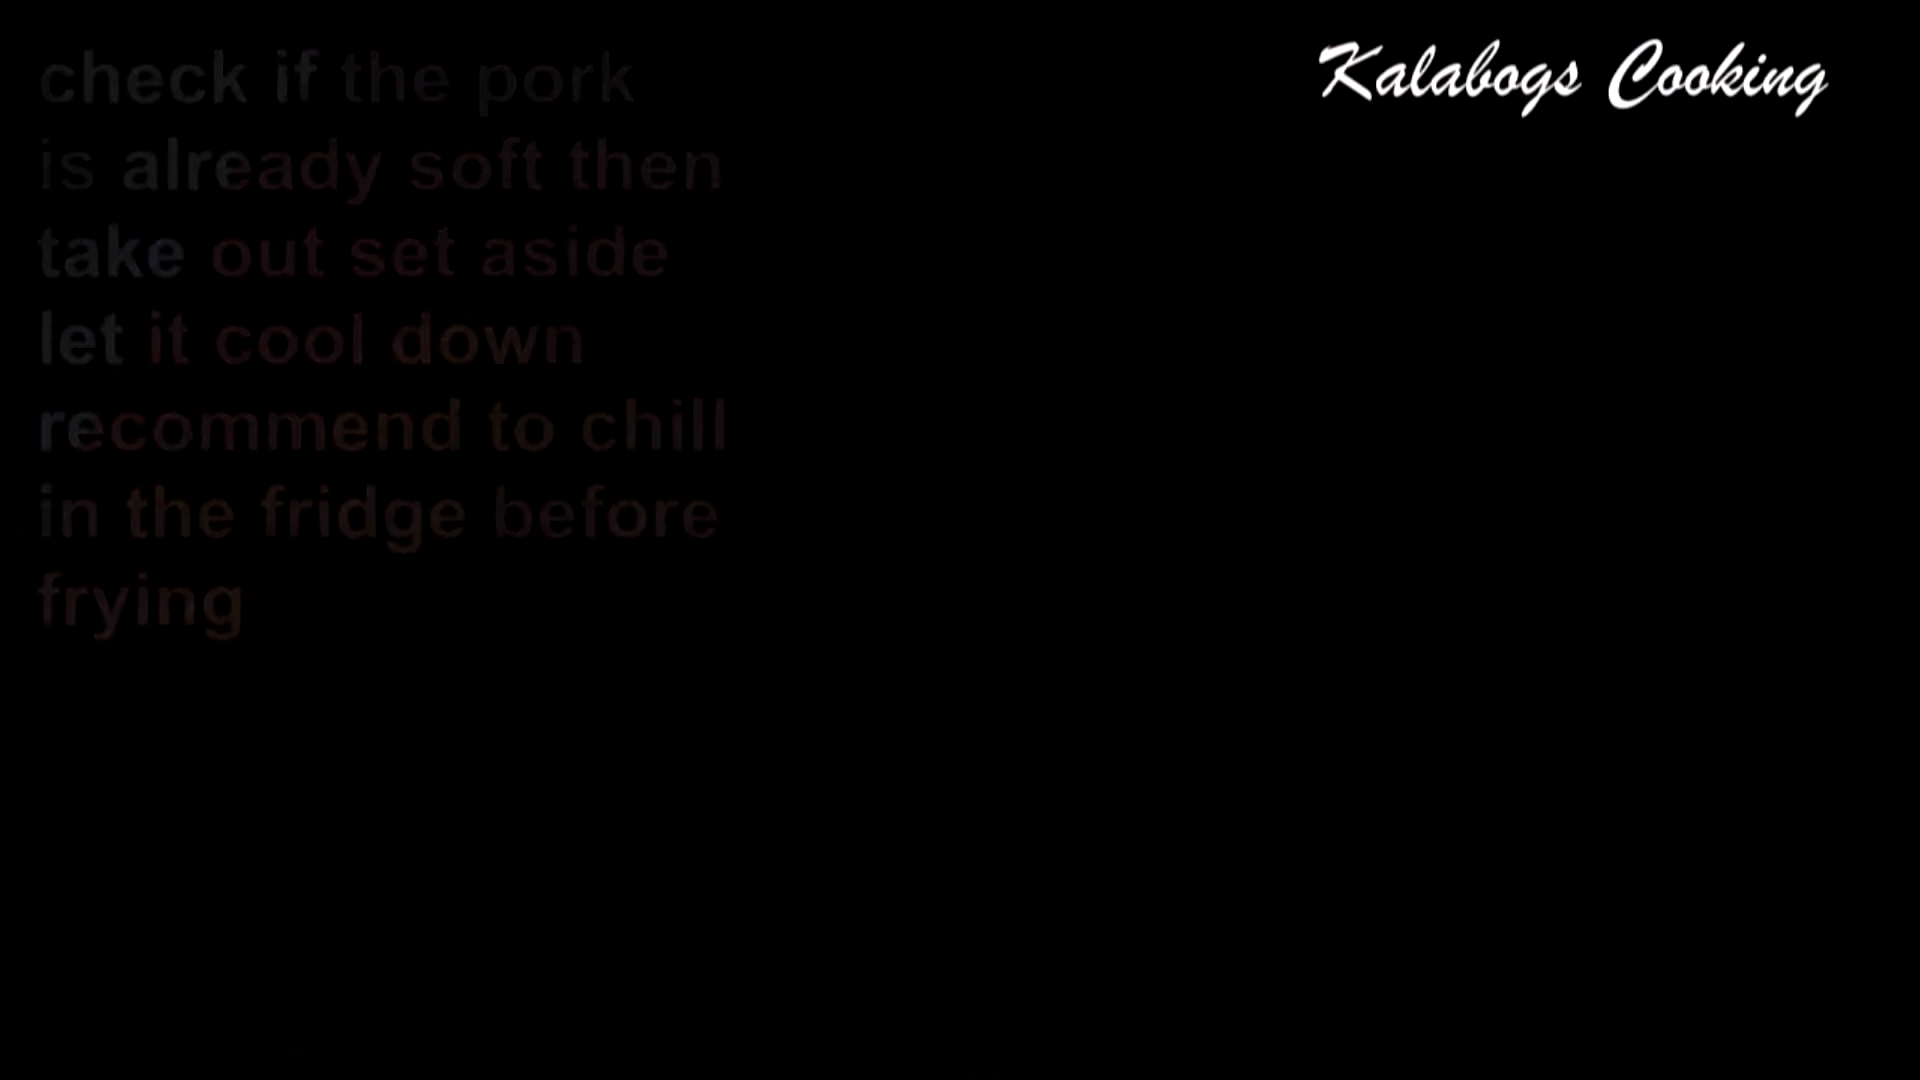 Kalabogs Cooking
check if the pork
is already soft then
take out set aside
let it cool down
recommend to chill
in the fridge before
frying